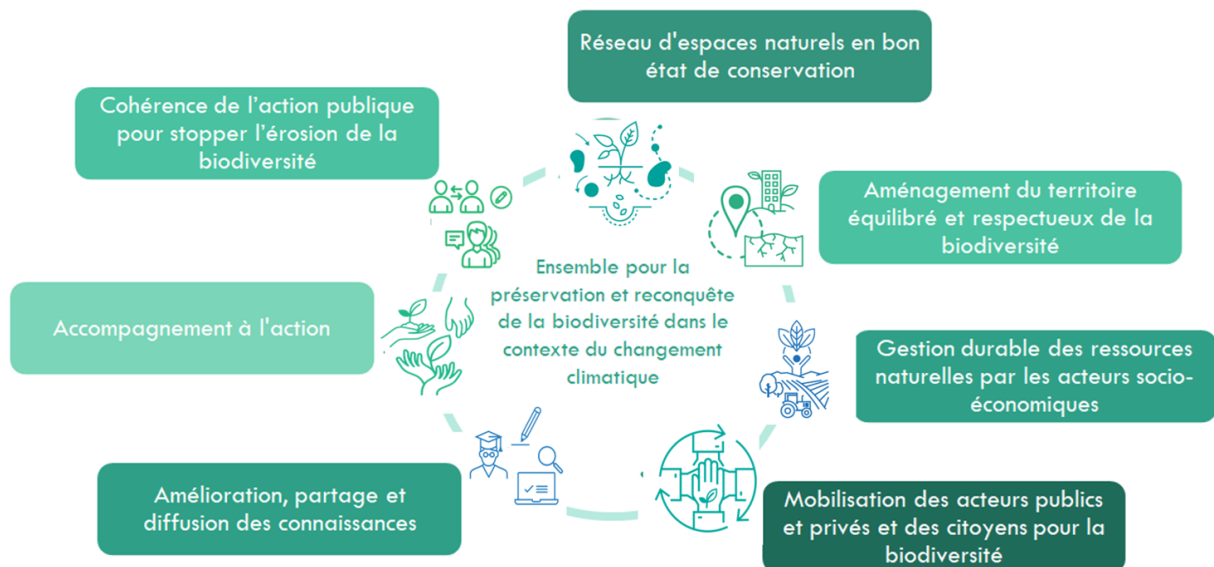 Réseau d'espaces naturels en bon
état de conservation
Cohérence de l'action publique
pour stopper l'érosion de la
biodiversité
Aménagement du territoire
équilibré et respectueux de la
biodiversité
Ensemble pour la
préservation et reconquête
de la biodiversité dans le
contexte du changement
climatique
Accompagnement à l'action
Gestion durable des ressources
naturelles par les acteurs socio-
économiques
Amélioration, partage et
diffusion des connaissances
Mobilisation des acteurs publics
et privés et des citoyens pour la
biodiversité